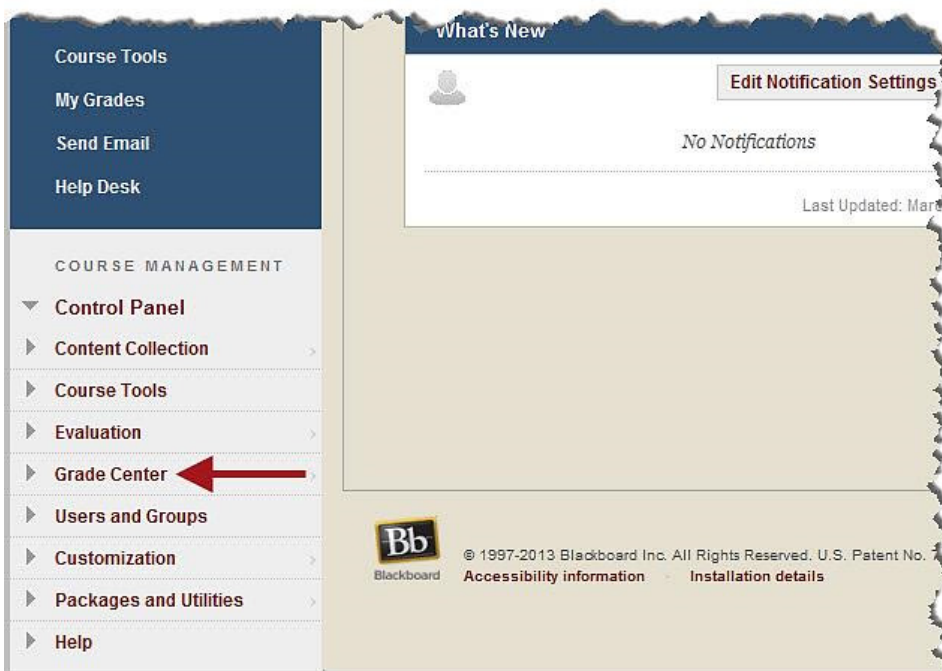 Course Tools
My Grades
Send Email
Help Desk
COURSE MANAGEMENT
Control Panel
Content Collection
Course Tools
Evaluation
Grade Center
Users and Groups
Customization
Packages and Utilities
Help
What's New
Edit Notification Settings
No Notifications
Last Updated:
Bb
Blackboard
© 1997-2013 Blackboard Inc. All Rights Reserved. U.S. Patent No.
Accessibility information - Installation details